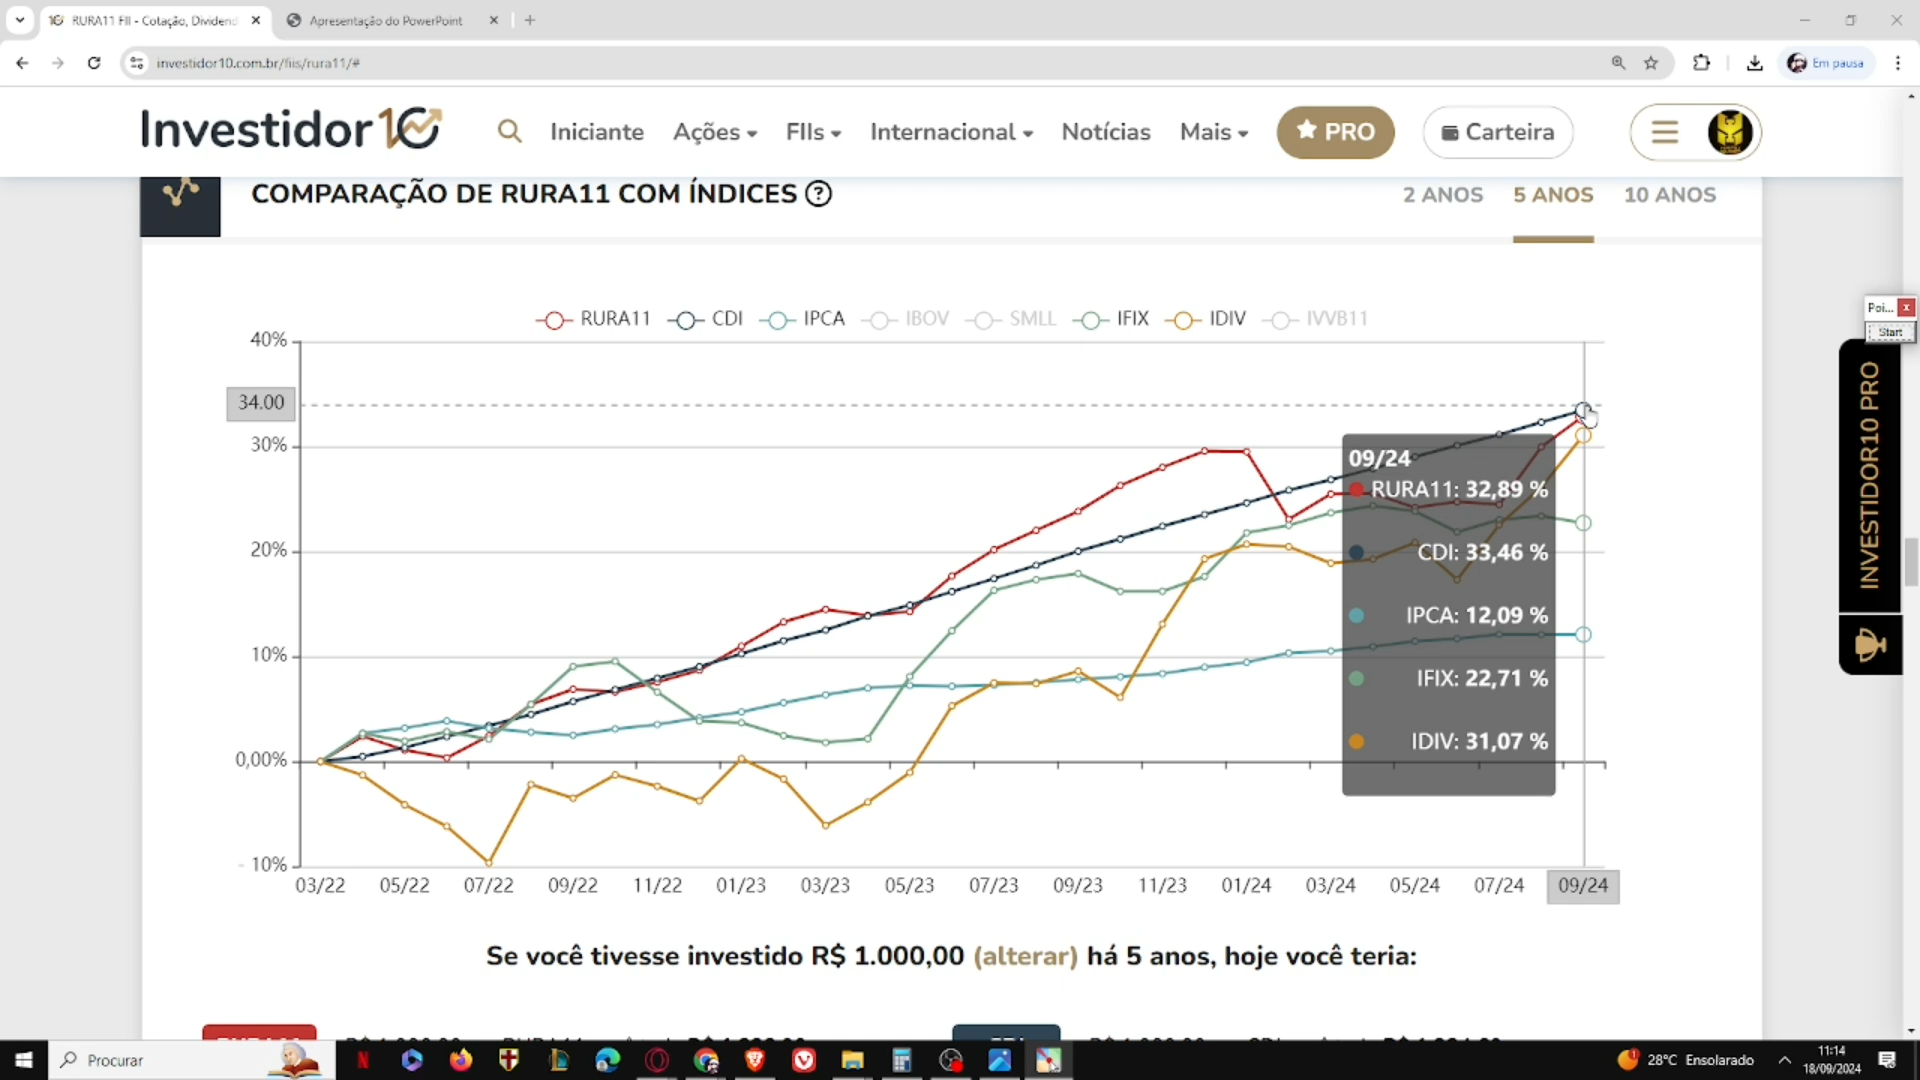 RURA11 FII - Cotação, Dividend
Apresentação do PowerPoint
investidor10.com.br/fiis/rura11/#
Em pausa
Investidor10
Iniciante
Ações
FIIs
Internacional
Notícias
Mais
PRO
Carteira
COMPARAÇÃO DE RURA11 COM ÍNDICES ?
2 ANOS
5 ANOS
10 ANOS
Poi...
Start
INVESTIDOR10 PRO
RURA11 CDI IPCA IBOV SMLL IFIX IDIV IVVB11
40%
34.00
30%
20%
10%
0,00%
- 10%
09/24
RURA11: 32,89 %
CDI: 33,46 %
IPCA: 12,09 %
IFIX: 22,71 %
IDIV: 31,07 %
03/22 05/22 07/22 09/22 11/22 01/23 03/23 05/23 07/23 09/23 11/23 01/24 03/24 05/24 07/24 09/24
Se você tivesse investido R$ 1.000,00 (alterar) há 5 anos, hoje você teria:
Procurar
28°C Ensolarado
11:14
18/09/2024